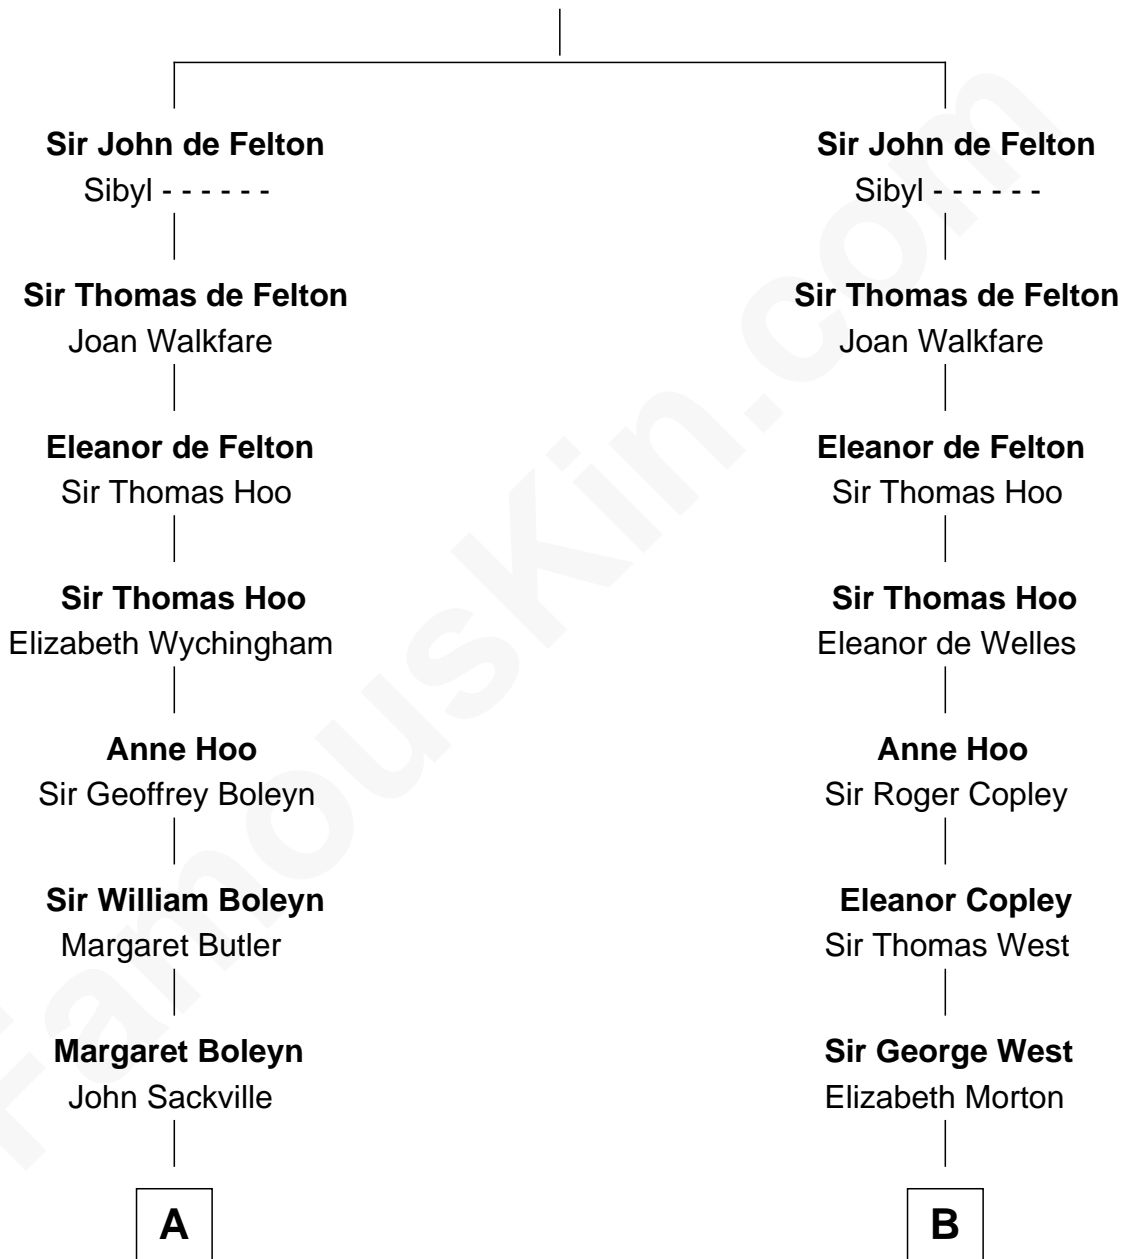 Sir John de Felton
Sibyl - - - - - -
Sir Thomas de Felton
Joan Walkfare
Eleanor de Felton
Sir Thomas Hoo
Sir Thomas Hoo
Elizabeth Wychingham
Anne Hoo
Sir Geoffrey Boleyn
Sir William Boleyn
Margaret Butler
Margaret Boleyn
John Sackville
A
Sir John de Felton
Sibyl - - - - - -
Sir Thomas de Felton
Joan Walkfare
Eleanor de Felton
Sir Thomas Hoo
Sir Thomas Hoo
Eleanor de Welles
Anne Hoo
Sir Roger Copley
Eleanor Copley
Sir Thomas West
Sir George West
Elizabeth Morton
B
FamousKin.com